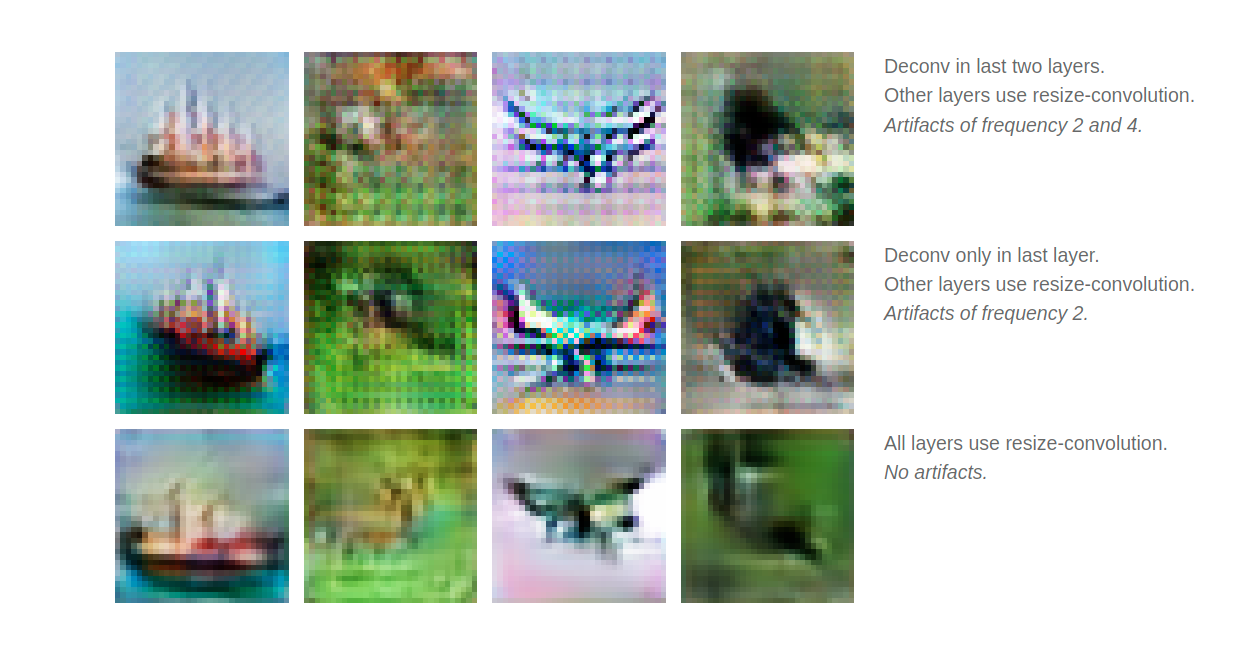 Deconv in last two layers.
Other layers use resize-convolution.
Artifacts of frequency 2 and 4.
Deconv only in last layer.
Other layers use resize-convolution.
Artifacts of frequency 2.
All layers use resize-convolution.
No artifacts.